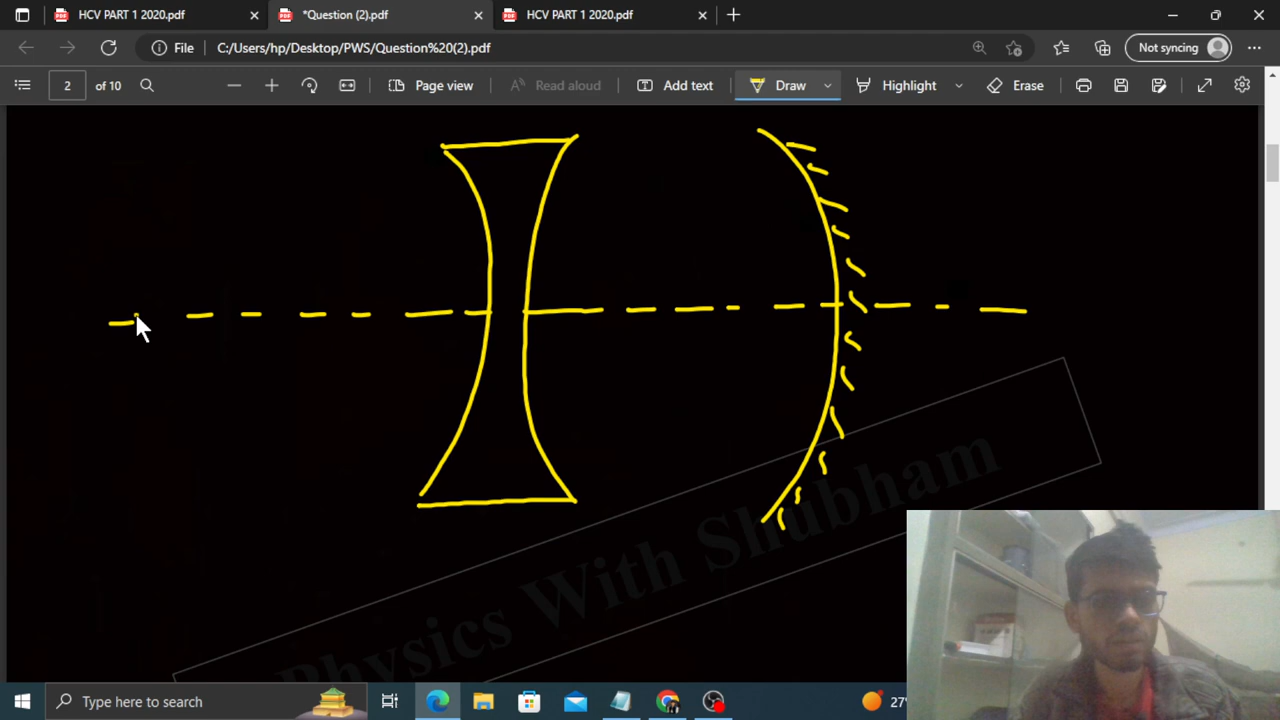 HCV PART 1 2020.pdf
*Question (2).pdf
HCV PART 1 2020.pdf
File
C:/Users/hp/Desktop/PWS/Question%20(2).pdf
Not syncing
2 of 10
Page view
Read aloud
Add text
Draw
Highlight
Erase
Physics With Shubham
Type here to search
27°